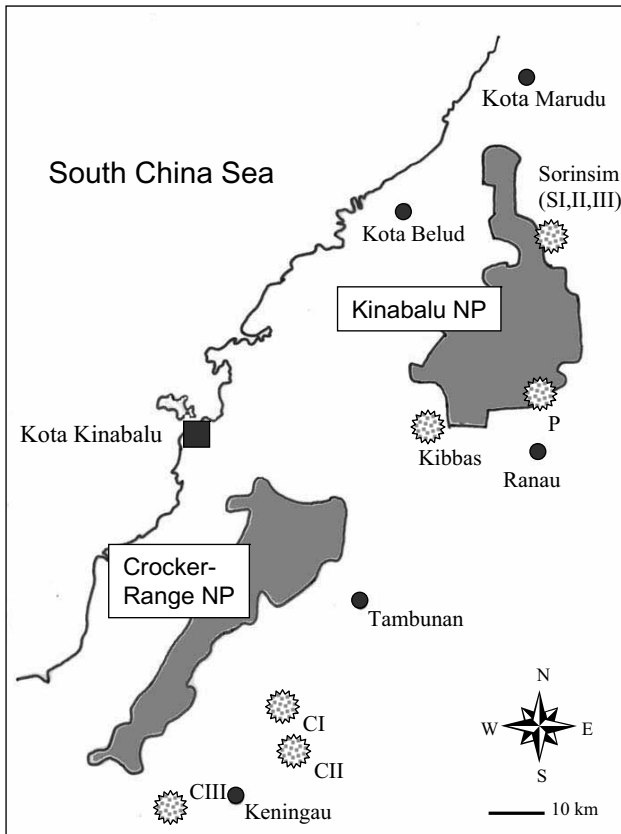 Kota Marudu
South China Sea
Sorinsim
(SI,II,III)
Kota Belud
Kinabalu NP
P
Kota Kinabalu
Kibbas
Ranau
Crocker-
Range NP
Tambunan
N
W E
S
CI
CII
CIII
Keningau
10 km